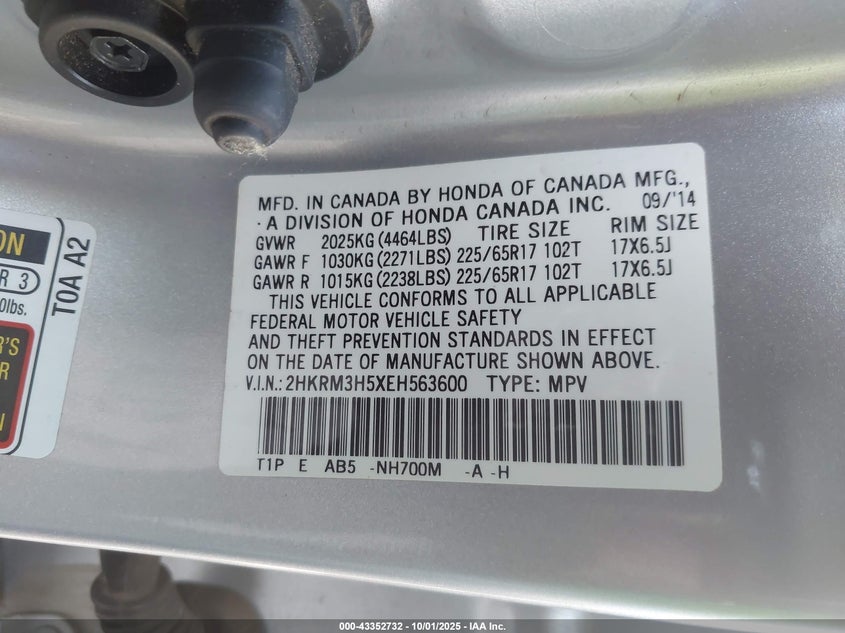 MFD. IN CANADA BY HONDA OF CANADA MFG.,
A DIVISION OF HONDA CANADA INC. 09/'14
GVWR 2025KG (4464LBS) TIRE SIZE RIM SIZE
GAWR F 1030KG (2271LBS) 225/65R17 102T 17X6.5J
GAWR R 1015KG (2238LBS) 225/65R17 102T 17X6.5J
THIS VEHICLE CONFORMS TO ALL APPLICABLE
FEDERAL MOTOR VEHICLE SAFETY
AND THEFT PREVENTION STANDARDS IN EFFECT
ON THE DATE OF MANUFACTURE SHOWN ABOVE.
V.I.N.: 2HKRM3H5XEH563600 TYPE: MPV
T1P E AB5 -NH700M -A -H
ON
R 3
0lbs.
R'S
R
N
T0A A2
000-43352732 - 10/01/2025 - IAA Inc.